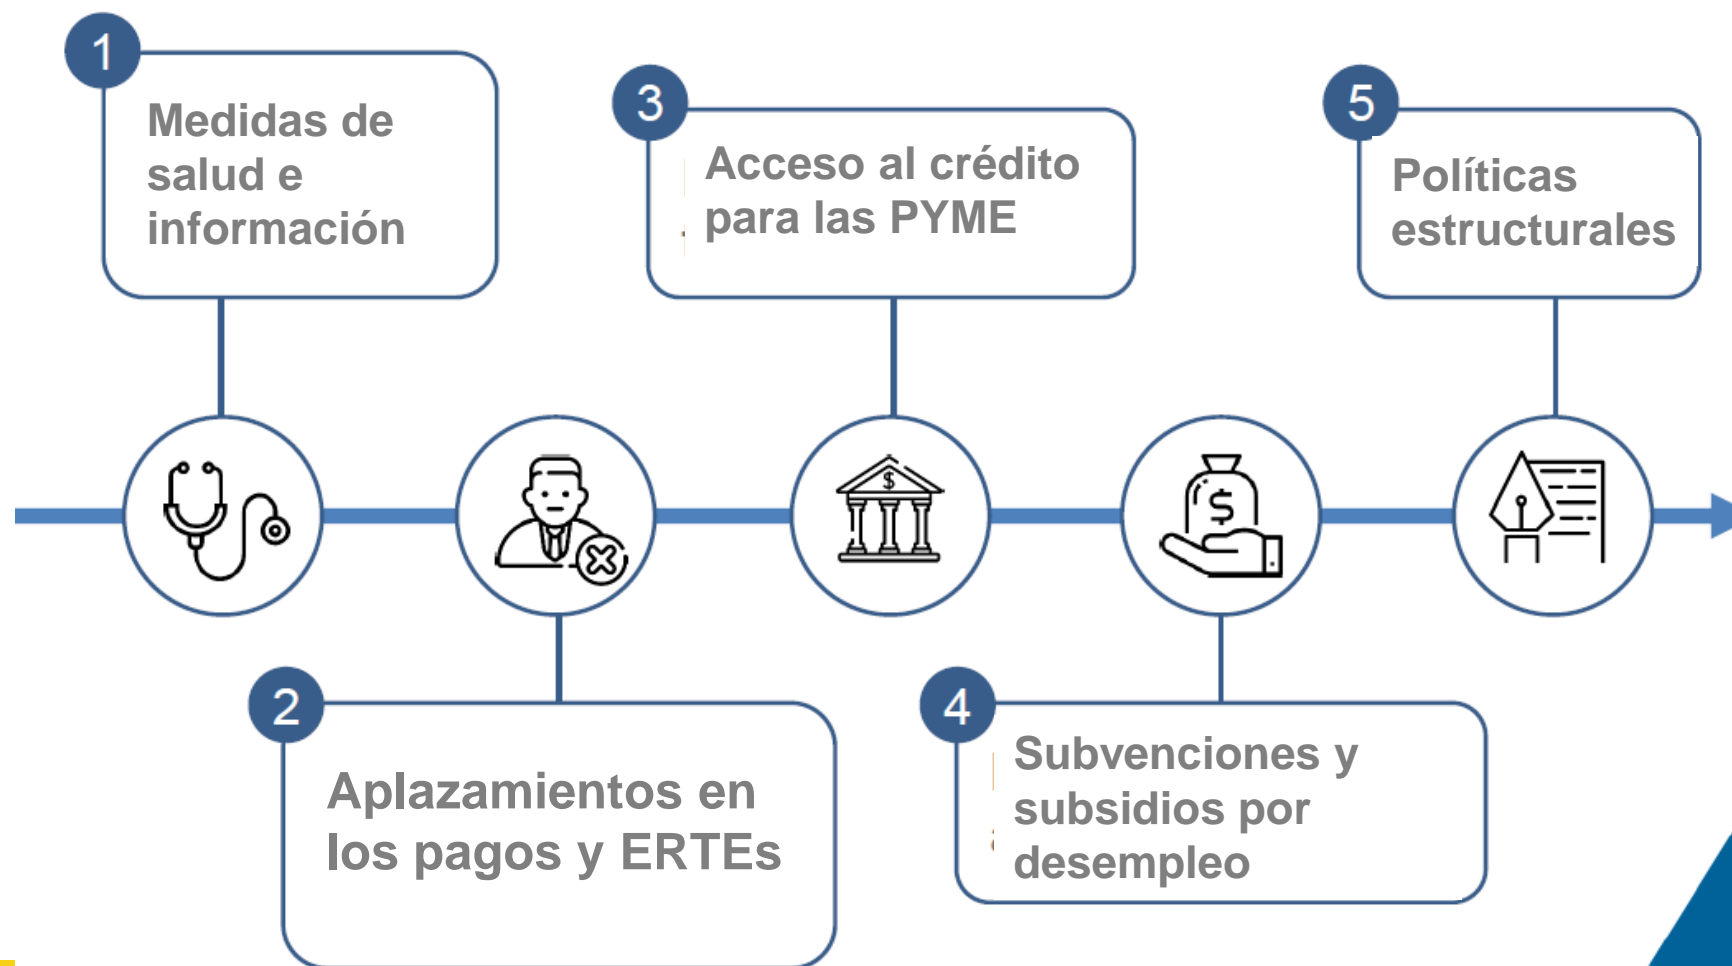 1
Medidas de
salud e
información
2
Aplazamientos en
los pagos y ERTEs
3
Acceso al crédito
para las PYME
$
4
Subvenciones y
subsidios por
desempleo
$
5
Políticas
estructurales